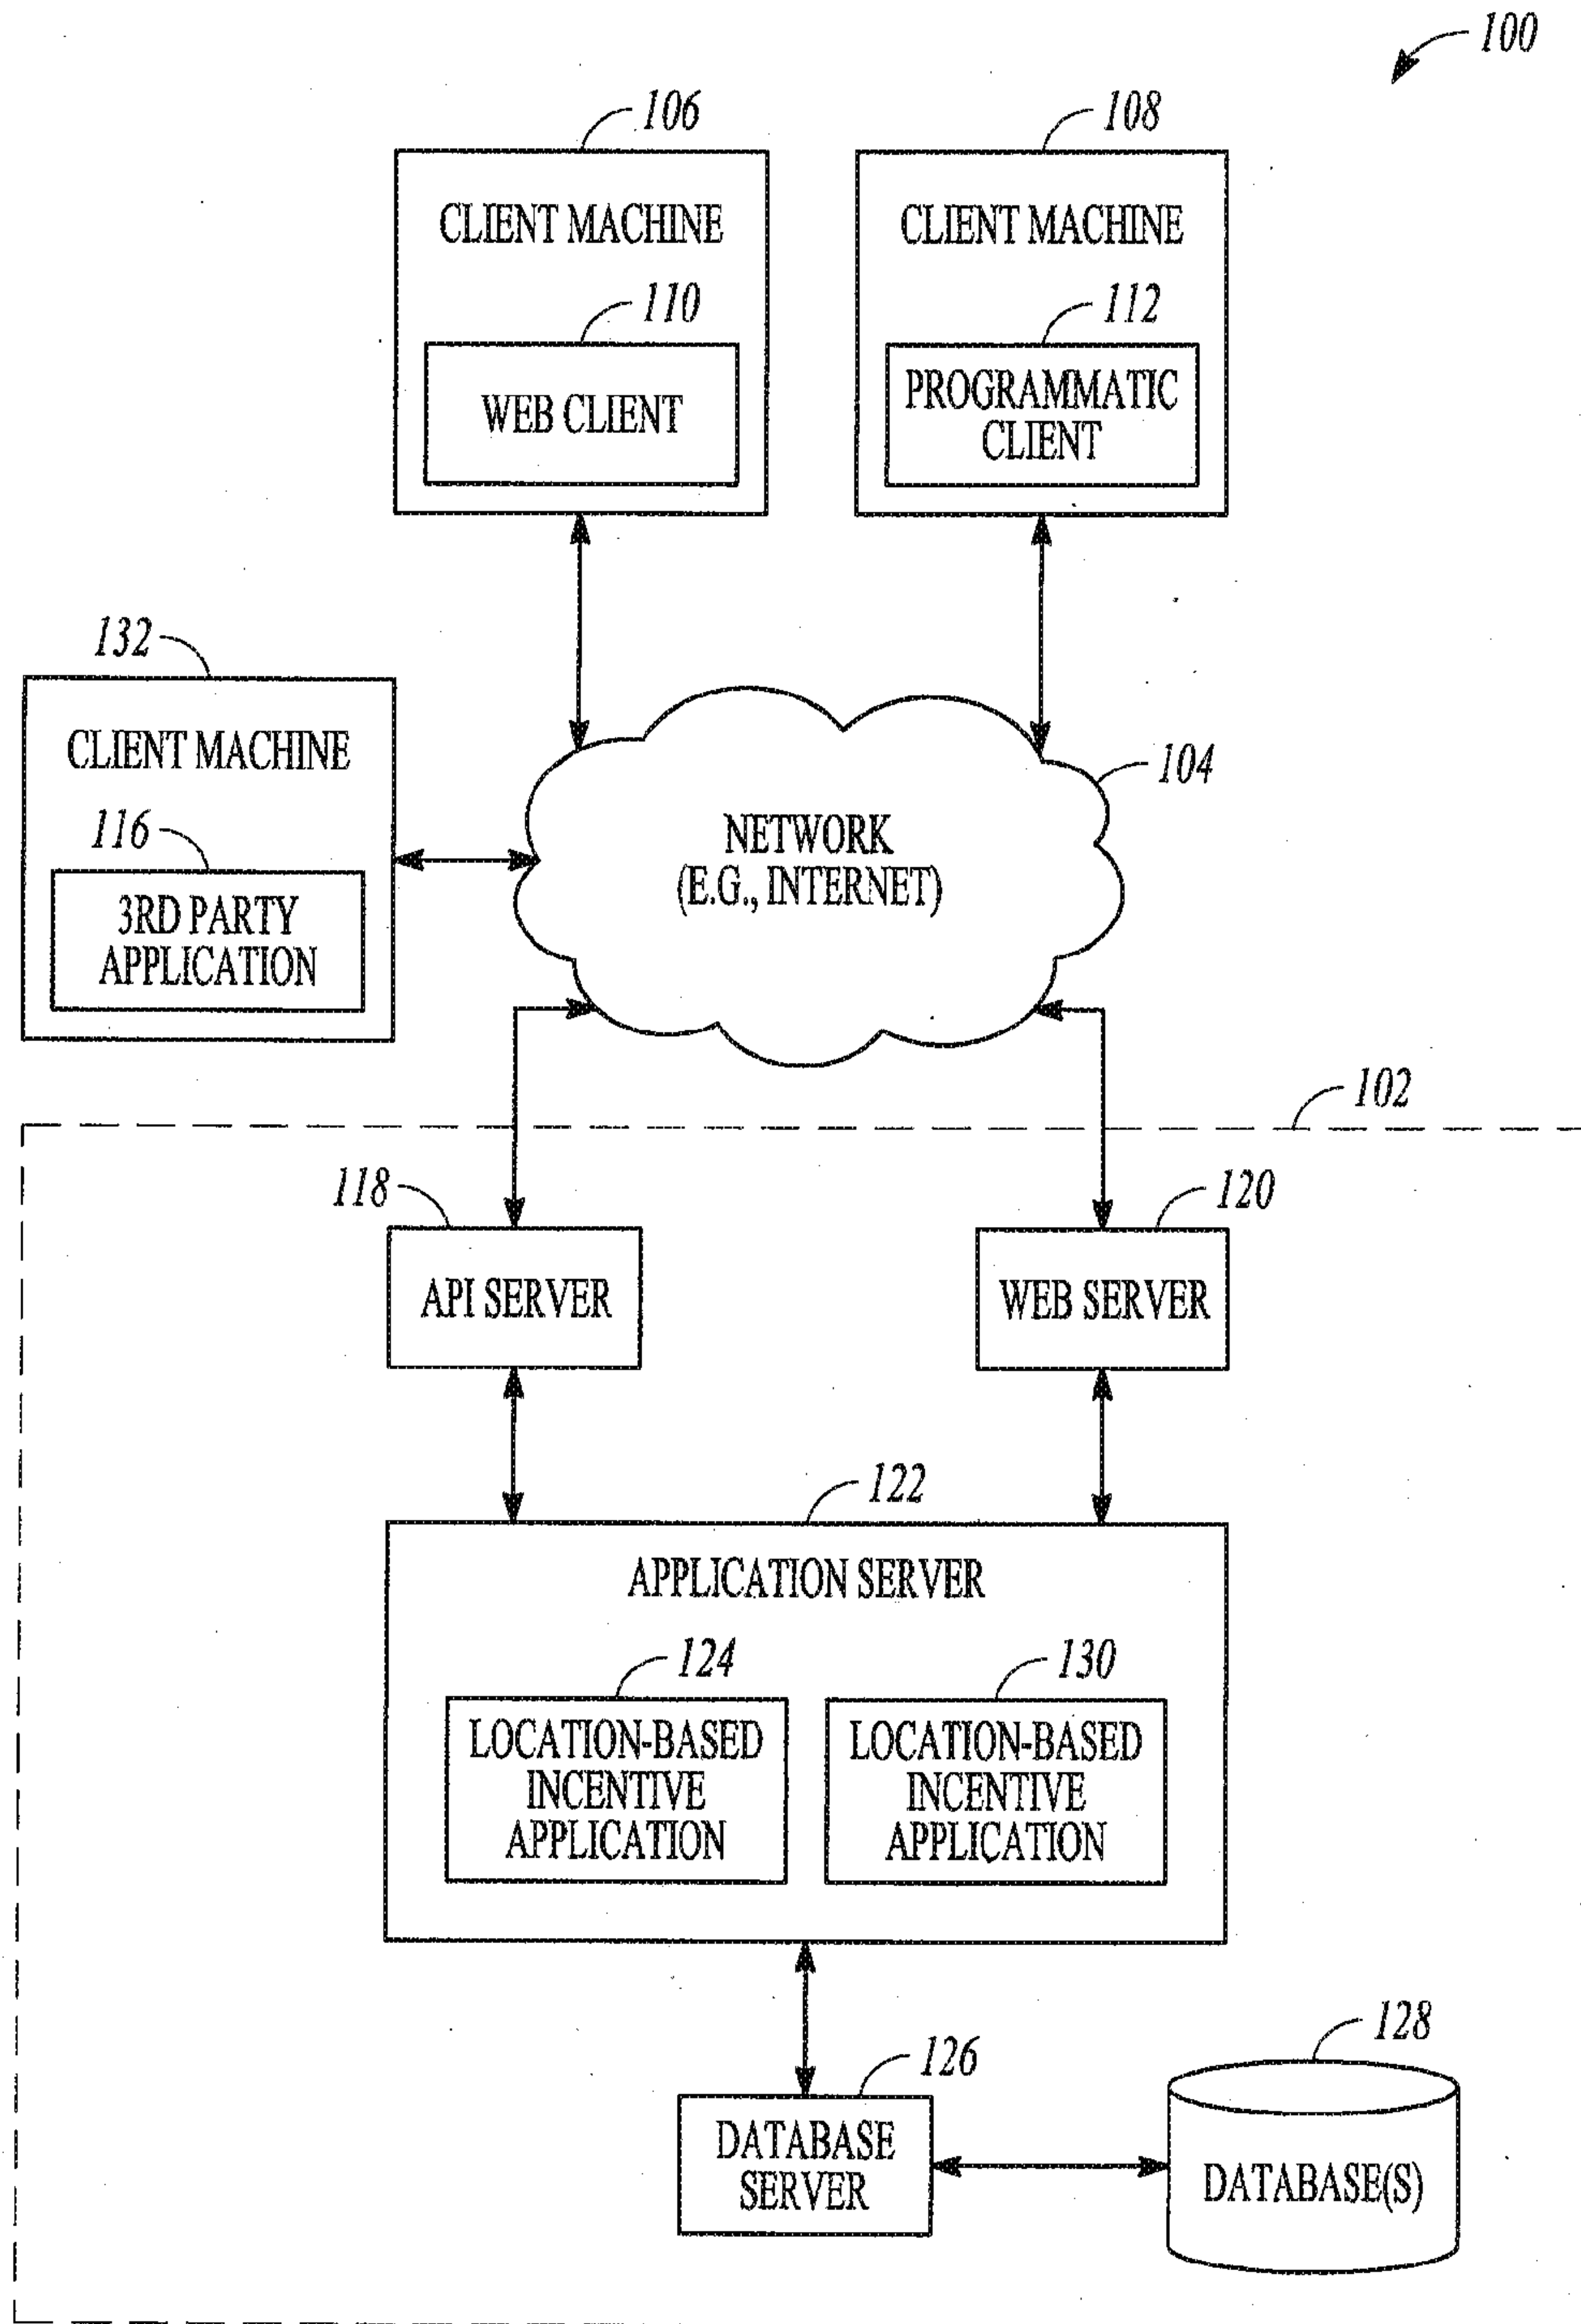 100
106
108
CLIENT MACHINE
CLIENT MACHINE
110
112
WEB CLIENT
PROGRAMMATIC
CLIENT
132
CLIENT MACHINE
104
116
NETWORK
(E.G., INTERNET)
3RD PARTY
APPLICATION
102
118
120
API SERVER
WEB SERVER
122
APPLICATION SERVER
124
130
LOCATION-BASED
INCENTIVE
APPLICATION
LOCATION-BASED
INCENTIVE
APPLICATION
128
126
DATABASE
SERVER
DATABASE(S)